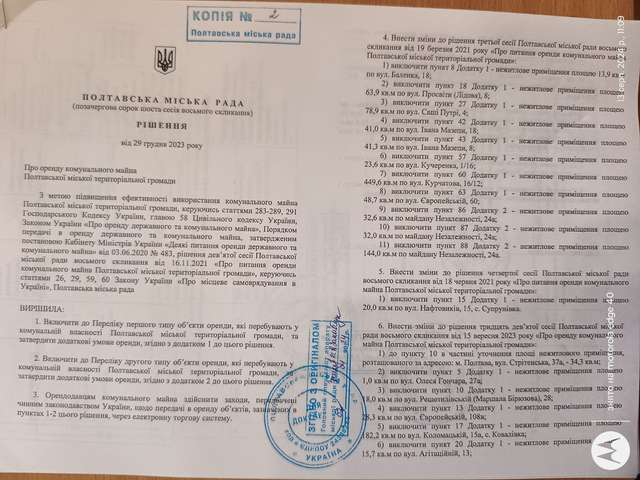 КОПІЯ № 2
Полтавська міська рада
ПОЛТАВСЬКА МІСЬКА РАДА
(позачергова сорок шоста сесія восьмого скликання)
РІШЕННЯ
від 29 грудня 2023 року
Про оренду комунального майна
Полтавської міської територіальної громади
З метою підвищення ефективності використання комунального майна
Полтавської міської територіальної громади, керуючись статтями 283-289, 291
Господарського Кодексу України, главою 58 Цивільного кодексу України,
Законом України «Про оренду державного та комунального майна», Порядком
передачі в оренду державного та комунального майна, затвердженим
постановою Кабінету Міністрів України «Деякі питання оренди державного та
комунального майна» від 03.06.2020 № 483, рішенням дев’ятої сесії Полтавської
міської ради восьмого скликання від 16.11.2021 «Про питання оренди
комунального майна Полтавської міської територіальної громади», керуючись
статтями 26, 29, 59, 60 Закону України «Про місцеве самоврядування в
Україні», Полтавська міська рада
ВИРІШИЛА:
1. Включити до Переліку першого типу об’єктів оренди, які перебувають у
комунальній власності Полтавської міської територіальної громади, та
затвердити додаткові умови оренди, згідно з додатком 1 до цього рішення.
2. Включити до Переліку другого типу об’єктів оренди, які перебувають у
комунальній власності Полтавської міської територіальної громади, та
затвердити додаткові умови оренди, згідно з додатком 2 до цього рішення.
3. Орендодавцям комунального майна здійснити заходи, передбачені
чинним законодавством України, щодо передачі в оренду об’єктів, зазначених в
пунктах 1-2 цього рішення, через електронну торгову систему.
ЗГІДНО З ОРИГІНАЛОМ
УКРАЇНА
4. Внести зміни до рішення третьої сесії Полтавської міської ради восьмого
скликання від 19 березня 2021 року «Про питання оренди комунального майна
Полтавської міської територіальної громади»:
1) виключити пункт 8 Додатку 1 - нежитлове приміщення площею 13,9 кв.м
по вул. Баленка, 18;
2) виключити пункт 18 Додатку 1 - нежитлове приміщення площею
63,9 кв.м по вул. Просвіти (Лідова), 8;
3) виключити пункт 27 Додатку 1 - нежитлове приміщення площею
78,9 кв.м по вул. Саші Путрі, 4;
4) виключити пункт 42 Додатку 1 - нежитлове приміщення площею
41,0 кв.м по вул. Івана Мазепи, 18;
5) виключити пункт 43 Додатку 1 - нежитлове приміщення площею
41,3 кв.м по вул. Івана Мазепи, 8;
6) виключити пункт 57 Додатку 1 - нежитлове приміщення площею
23,6 кв.м по вул. Кучеренка, 1/16;
7) виключити пункт 60 Додатку 1 - нежитлове приміщення площею
449,6 кв.м по вул. Курчатова, 16/12;
8) виключити пункт 63 Додатку 1 - нежитлове приміщення площею
48,7 кв.м по вул. Європейській, 60;
9) виключити пункт 86 Додатку 2 - нежитлове приміщення площею
32,6 кв.м по майдану Незалежності, 24а;
10) виключити пункт 87 Додатку 2 - нежитлове приміщення площею
32,0 кв.м по майдану Незалежності, 24с;
11) виключити пункт 88 Додатку 2 - нежитлове приміщення площею
144,0 кв.м по майдану Незалежності, 24а.
5. Внести зміни до рішення четвертої сесії Полтавської міської ради
восьмого скликання від 18 червня 2021 року «Про питання оренди комунального
майна Полтавської міської територіальної громади»:
1) виключити пункт 15 Додатку 1 - нежитлове приміщення площею
20,0 кв.м по вул. Нафтовиків, 15, с. Супрунівка.
6. Внести зміни до рішення тридцять дев’ятої сесії Полтавської міської
ради восьмого скликання від 15 вересня 2023 року «Про оренду комунального
майна Полтавської міської територіальної громади»:
1) до пункту 10 в частині уточнення площі нежитлового приміщення,
розташованого за адресою: м. Полтава, вул. Стрітенська, 37а, - 34,3 кв.м;
2) виключити пункт 5 Додатку 1 - нежитлове приміщення площею
1,0 кв.м по вул. Олеся Гончара, 27а;
3) виключити пункт 10 Додатку 1 - нежитлове приміщення площею
18,0 кв.м по вул. Решетилівській (Маршала Бірюзова), 28;
4) виключити пункт 13 Додатку 1 - нежитлове приміщення площею
28,3 кв.м по вул. Європейській, 108к;
5) виключити пункт 17 Додатку 1 - нежитлове приміщення площею
182,2 кв.м по вул. Коломацькій, 15а, с. Ковалівка;
6) виключити пункт 20 Додатку 1 - нежитлове приміщення площею
15,7 кв.м по вул. Агітаційній, 13;